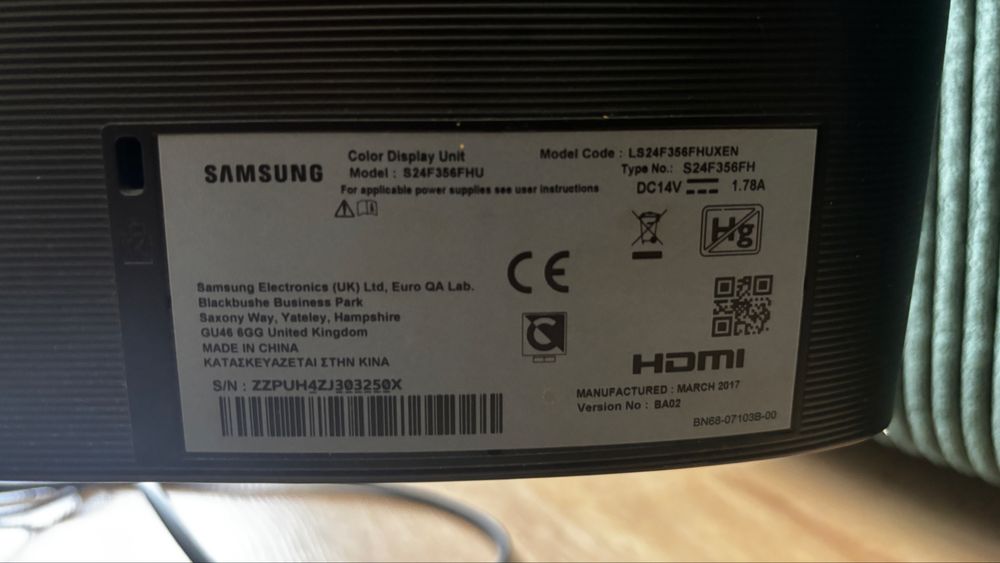 SAMSUNG
Color Display Unit
Model : S24F356FHU
For applicable power supplies see user instructions
Model Code : LS24F356FHUXEN
Type No.: S24F356FH
DC14V 1.78A
Hg
CE
Samsung Electronics (UK) Ltd, Euro QA Lab.
Blackbushe Business Park
Saxony Way, Yateley, Hampshire
GU46 6GG United Kingdom
MADE IN CHINA
ΚΑΤΑΣΚΕΥΑΖΕΤΑΙ ΣΤΗΝ ΚΙΝΑ
S/N : ZZPUH4ZJ303250X
HDMI
MANUFACTURED : MARCH 2017
Version No : BA02
BN68-07103B-00